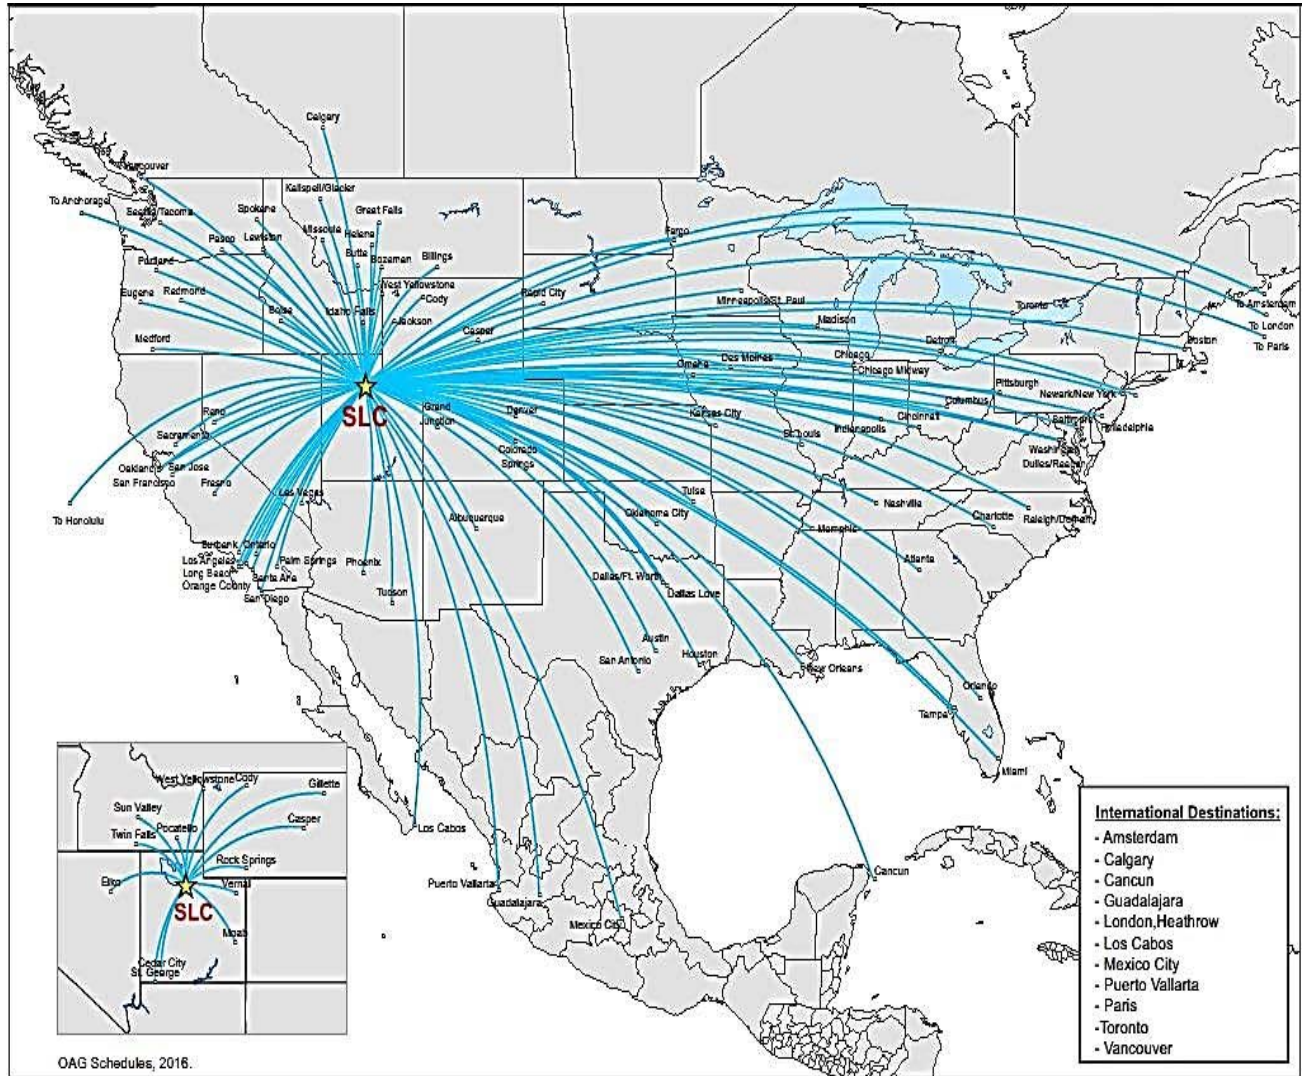 Calgary
Vancouver
Kalispell/Glacier
To Anchorage
Seattle/Tacoma
Spokane
Great Falls
Missoula
Helena
Pasco
Lewiston
Fargo
Butte
Bozeman
Billings
Portland
West Yellowstone
Cody
Eugene
Redmond
Boise
Idaho Falls
Jackson
Rapid City
Minneapolis/St. Paul
Toronto
To Amsterdam
To London
To Paris
Boston
Madison
Casper
Medford
Detroit
Chicago
Chicago Midway
Des Moines
Omaha
Pittsburgh
Newark/New York
SLC
Grand
Junction
Denver
Columbus
Reno
Kansas City
Cincinnati
Baltimore
Philadelphia
Indianapolis
St. Louis
Sacramento
Colorado
Springs
Washington
Dulles/Reagan
Oakland
San Jose
San Francisco
Fresno
Las Vegas
Tulsa
Nashville
To Honolulu
Albuquerque
Oklahoma City
Charlotte
Raleigh/Durham
Memphis
Burbank
Ontario
Los Angeles
Palm Springs
Phoenix
Atlanta
Long Beach
Santa Ana
Orange County
Dallas/Ft. Worth
Dallas Love
San Diego
Tucson
Austin
San Antonio
Houston
New Orleans
Orlando
Tampa
Miami
Los Cabos
Cancun
Puerto Vallarta
Guadalajara
Mexico City
West Yellowstone
Cody
Gillette
Sun Valley
Pocatello
Casper
Twin Falls
Rock Springs
Elko
Vernal
SLC
Moab
Cedar City
St. George
OAG Schedules, 2016.
International Destinations:
- Amsterdam
- Calgary
- Cancun
- Guadalajara
- London,Heathrow
- Los Cabos
- Mexico City
- Puerto Vallarta
- Paris
-Toronto
- Vancouver